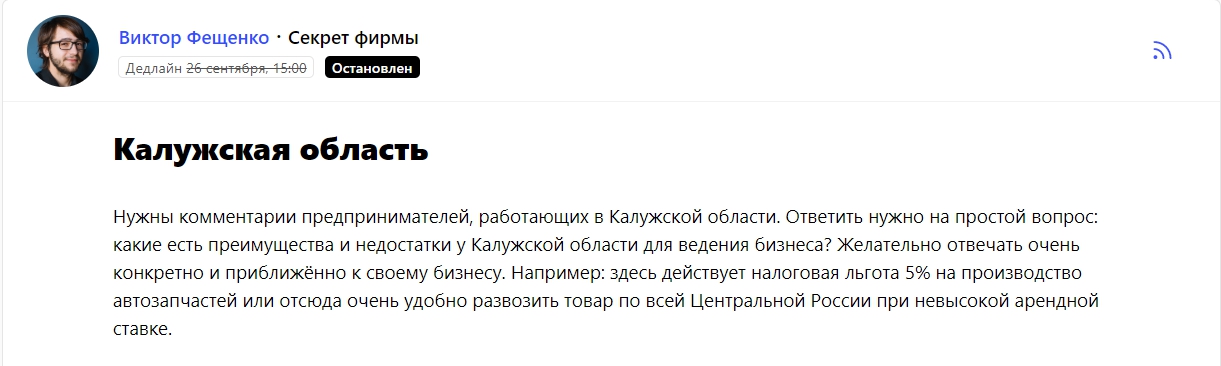 Виктор Фещенко · Секрет фирмы
Дедлайн 26 сентября, 15:00 Остановлен
Калужская область
Нужны комментарии предпринимателей, работающих в Калужской области. Ответить нужно на простой вопрос:
какие есть преимущества и недостатки у Калужской области для ведения бизнеса? Желательно отвечать очень
конкретно и приближённо к своему бизнесу. Например: здесь действует налоговая льгота 5% на производство
автозапчастей или отсюда очень удобно развозить товар по всей Центральной России при невысокой арендной
ставке.